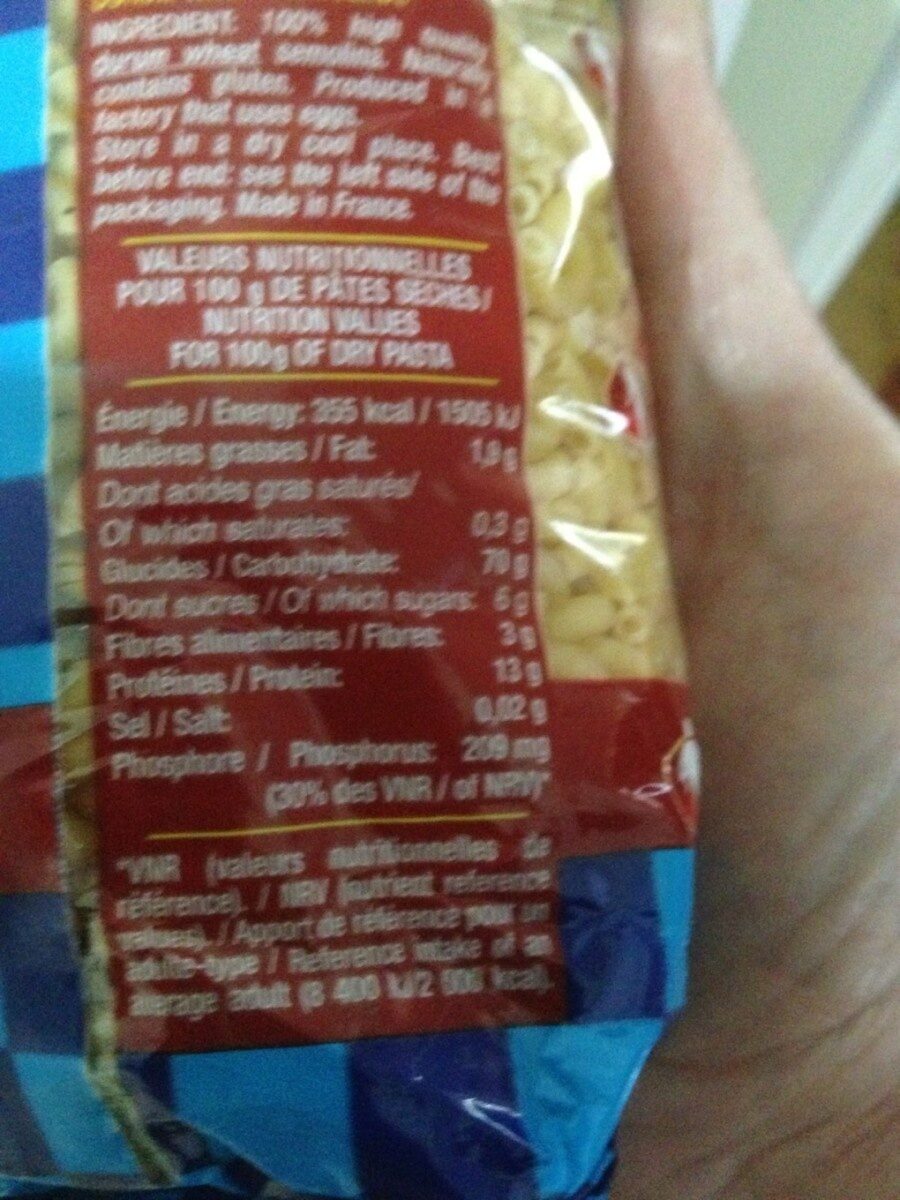 INGREDIENT: 100% high quality
durum wheat semolina. Naturally
contains gluten. Produced in a
factory that uses eggs.
Store in a dry cool place. Best
before end: see the left side of the
packaging. Made in France.
VALEURS NUTRITIONNELLES
POUR 100 g DE PÂTES SÈCHES /
NUTRITION VALUES
FOR 100g OF DRY PASTA
Énergie / Energy: 355 kcal / 1505 kJ
Matières grasses / Fat:
Dont acides gras saturés/
Of which saturates: 0,3 g
Glucides / Carbohydrate: 70 g
Dont sucres / Of which sugars: 6 g
Fibres alimentaires / Fibres: 3 g
Protéines / Protein: 13 g
Sel / Salt: 0,02 g
Phosphore / Phosphorus: mg
(30% des VNR / of NRV)*
*VNR (valeurs nutritionnelles de
référence). / NRV (nutrient reference
values). / Apport de référence pour un
adulte-type / Reference intake of an
average adult (8 400 kJ/2 000 kcal).